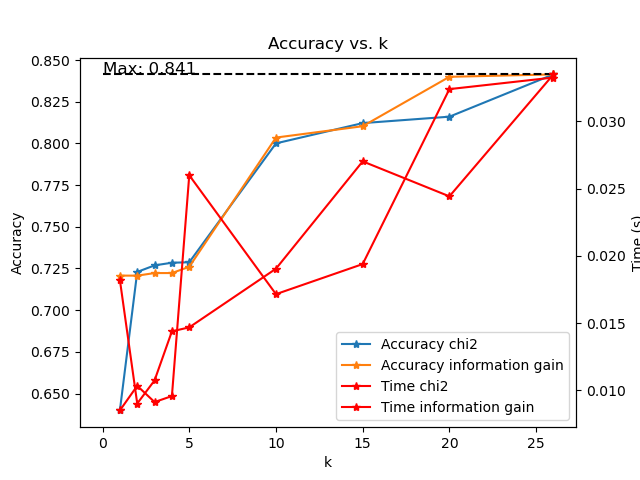 Accuracy vs. k
Max: 0.841
0.850
0.825
0.800
0.775
0.750
0.725
0.700
0.675
0.650
Accuracy
0.030
0.025
0.020
0.015
0.010
Time (s)
Accuracy chi2
Accuracy information gain
Time chi2
Time information gain
0 5 10 15 20 25
k